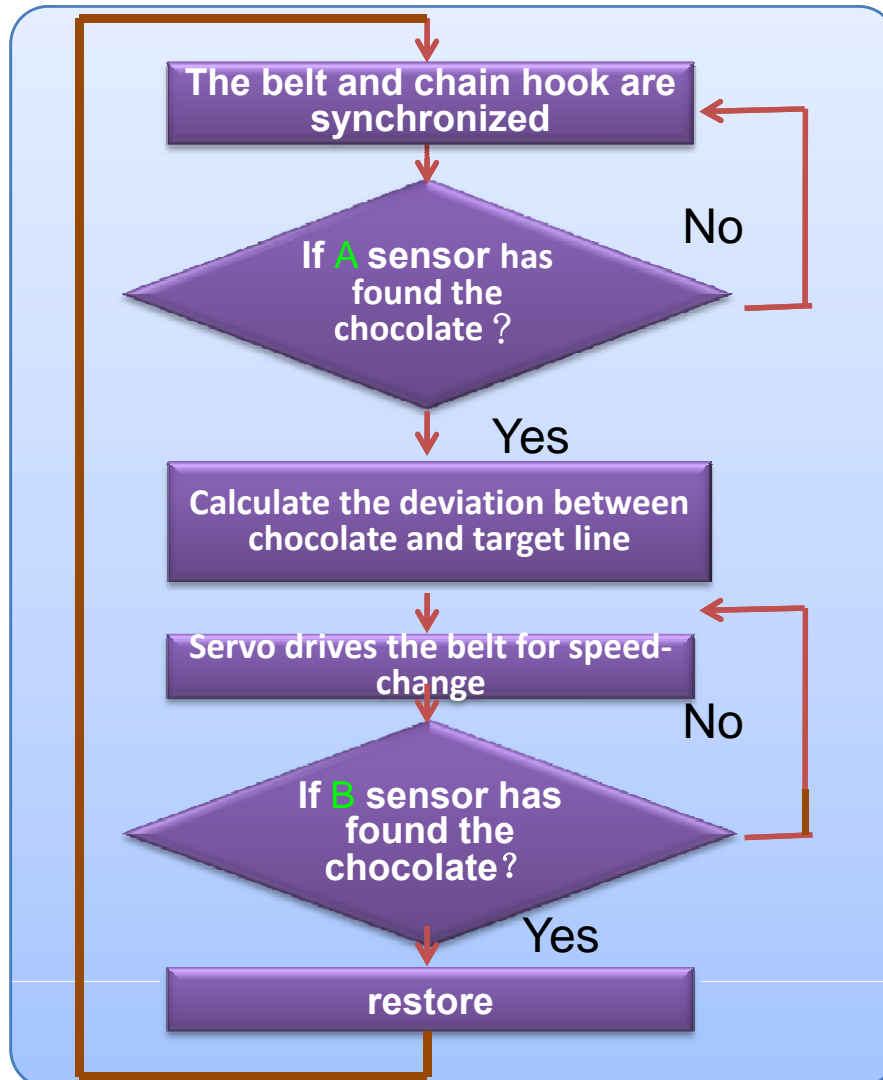 The belt and chain hook are
synchronized
No
If A sensor has
found the
chocolate？
Yes
Calculate the deviation between
chocolate and target line
Servo drives the belt for speed-
change
No
If B sensor has
found the
chocolate？
Yes
restore